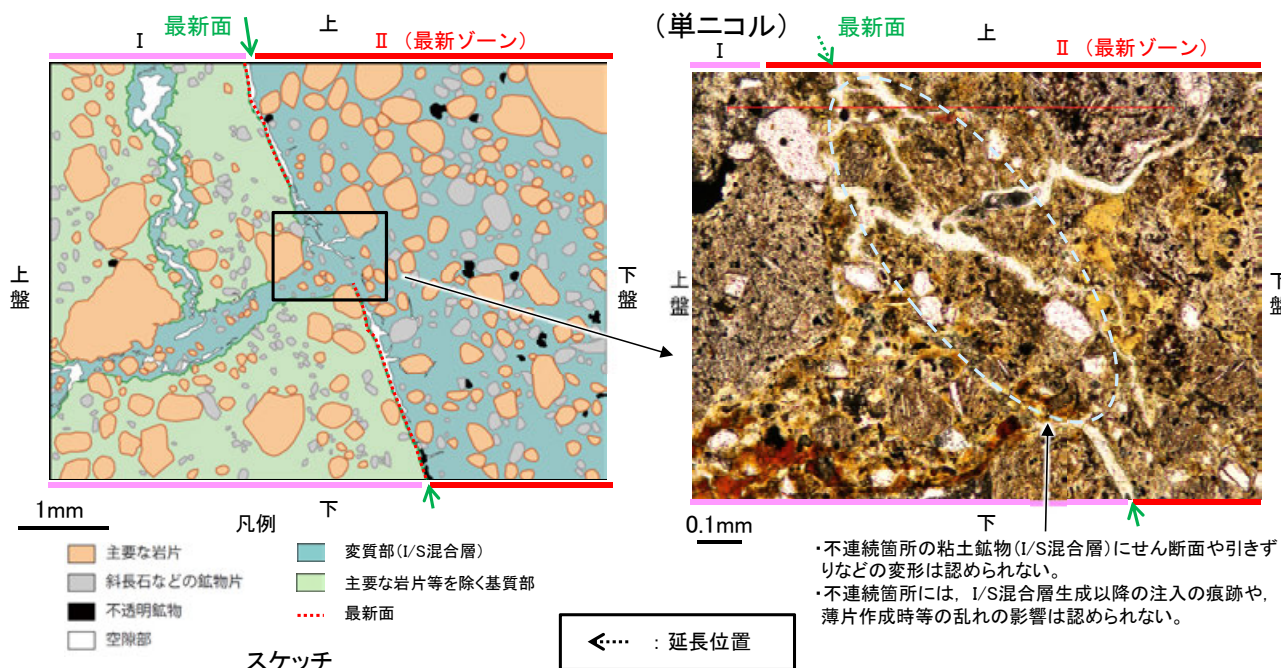 最新面
上
I
II (最新ゾーン)
上盤
下盤
下
1mm
凡例
主要な岩片
斜長石などの鉱物片
不透明鉱物
空隙部
変質部(I/S混合層)
主要な岩片等を除く基質部
最新面
スケッチ
(単ニコル)
最新面
上
I
II (最新ゾーン)
上盤
下盤
下
0.1mm
・不連続箇所の粘土鉱物(I/S混合層)にせん断面や引きず
りなどの変形は認められない。
・不連続箇所には, I/S混合層生成以降の注入の痕跡や,
薄片作成時等の乱れの影響は認められない。
: 延長位置